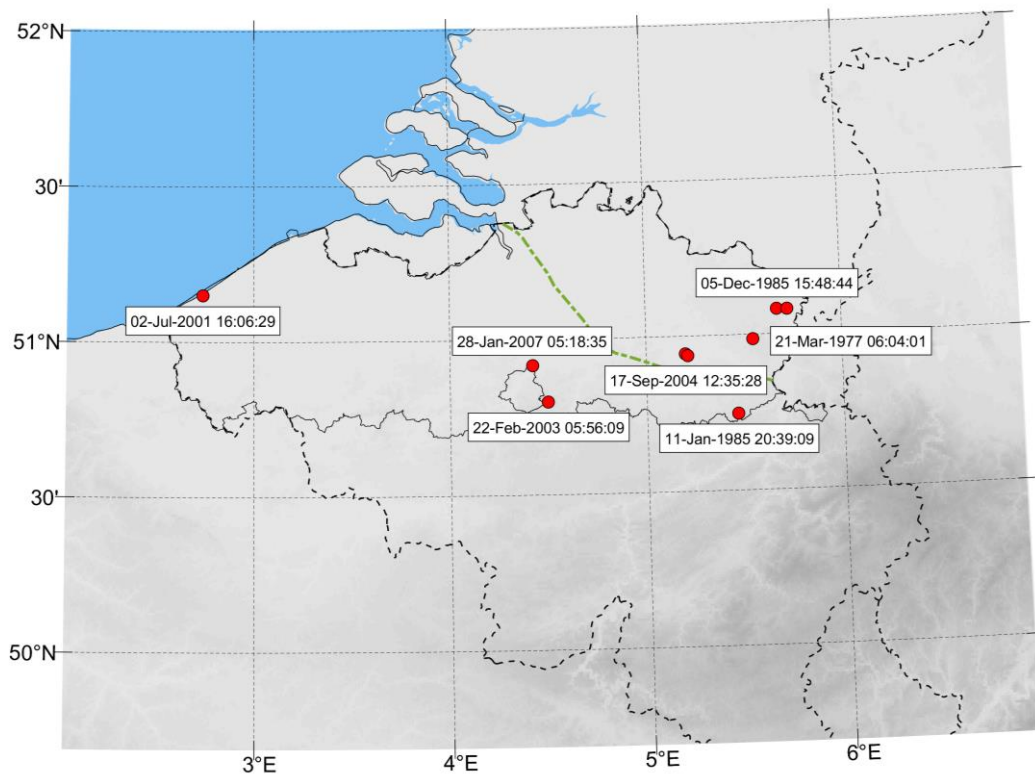 52°N
30'
05-Dec-1985 15:48:44
02-Jul-2001 16:06:29
51°N
28-Jan-2007 05:18:35
21-Mar-1977 06:04:01
17-Sep-2004 12:35:28
22-Feb-2003 05:56:09
11-Jan-1985 20:39:09
30'
50°N
3°E
4°E
5°E
6°E